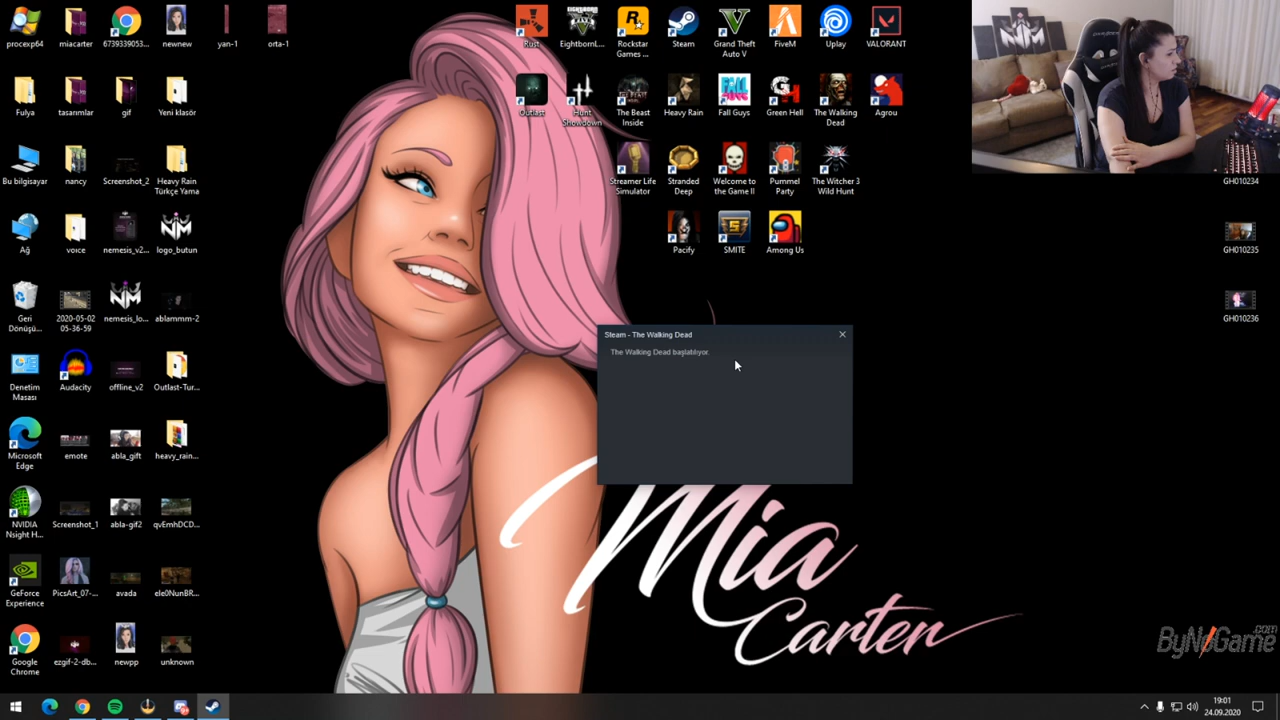 procexp64
miacarter
6739339053...
newnew
yan-1
orta-1
Rust
EightbornL...
Rockstar
Games ...
Steam
Grand Theft
Auto V
FiveM
Uplay
VALORANT
Fulya
tasarımlar
gif
Yeni klasör
Outlast
Hunt
Showdown
The Beast
Inside
Heavy Rain
Fall Guys
Green Hell
The Walking
Dead
Agrou
Bu bilgisayar
nancy
Screenshot_2
Heavy Rain
Türkçe Yama
Streamer Life
Simulator
Stranded
Deep
Welcome to
the Game II
Pummel
Party
The Witcher 3
Wild Hunt
GH010234
Ağ
voice
nemesis_v2...
logo_butun
Pacify
SMITE
Among Us
GH010235
Geri
Dönüşü...
2020-05-02
05-36-59
nemesis_lo...
ablammm-2
GH010236
Steam - The Walking Dead
The Walking Dead başlatılıyor.
Denetim
Masası
Audacity
offline_v2
Outlast-Tur...
Microsoft
Edge
emote
abla_gift
heavy_rain...
NVIDIA
Nsight H...
Screenshot_1
abla-gif2
qvEmhDCD...
GeForce
Experience
PicsArt_07-...
avada
ele0NunBR...
Google
Chrome
ezgif-2-db...
newpp
unknown
Mia
Carter
ByNoGame
.com
19:01
24.09.2020